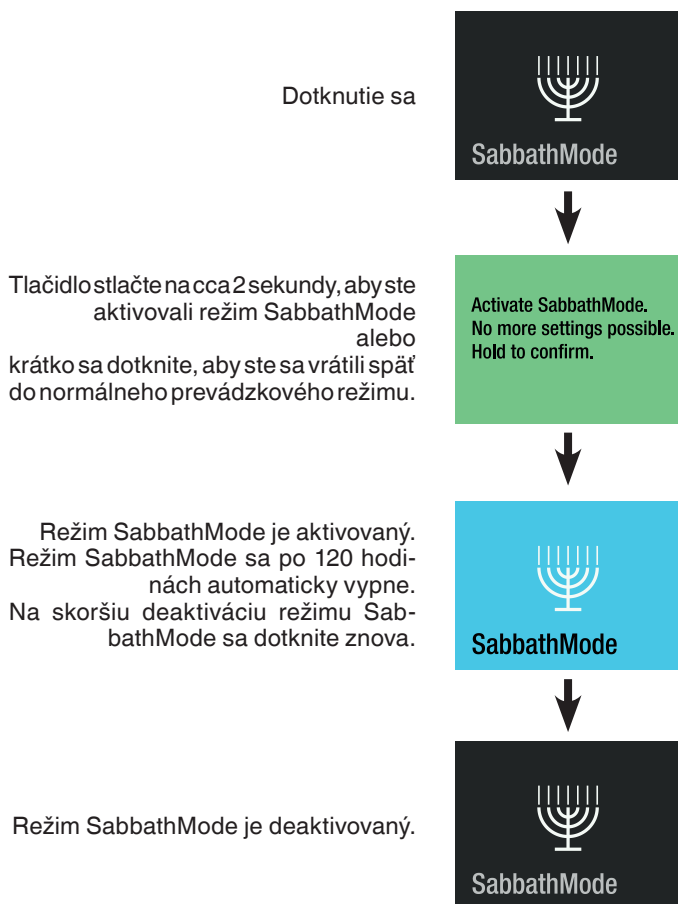 Dotknutie sa
SabbathMode
Tlačidlo stlačte na cca 2 sekundy, aby ste
aktivovali režim SabbathMode
alebo
krátko sa dotknite, aby ste sa vrátili späť
do normálneho prevádzkového režimu.
Activate SabbathMode.
No more settings possible.
Hold to confirm.
Režim SabbathMode je aktivovaný.
Režim SabbathMode sa po 120 hodi-
nách automaticky vypne.
Na skoršiu deaktiváciu režimu Sab-
bathMode sa dotknite znova.
SabbathMode
Režim SabbathMode je deaktivovaný.
SabbathMode